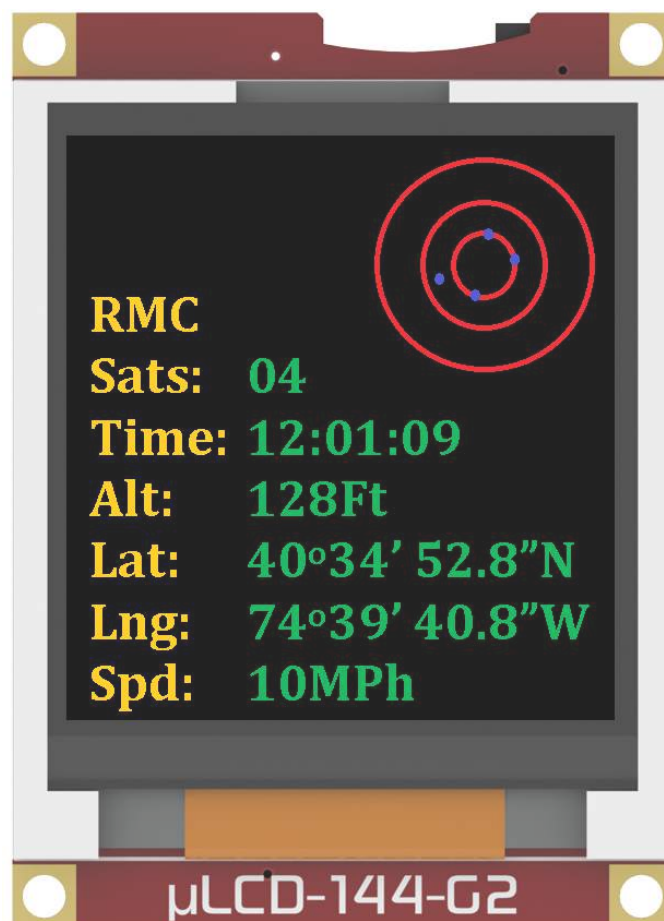 RMC
Sats: 04
Time: 12:01:09
Alt: 128Ft
Lat: 40º34’ 52.8”N
Lng: 74º39’ 40.8”W
Spd: 10MPh
µLCD-144-G2